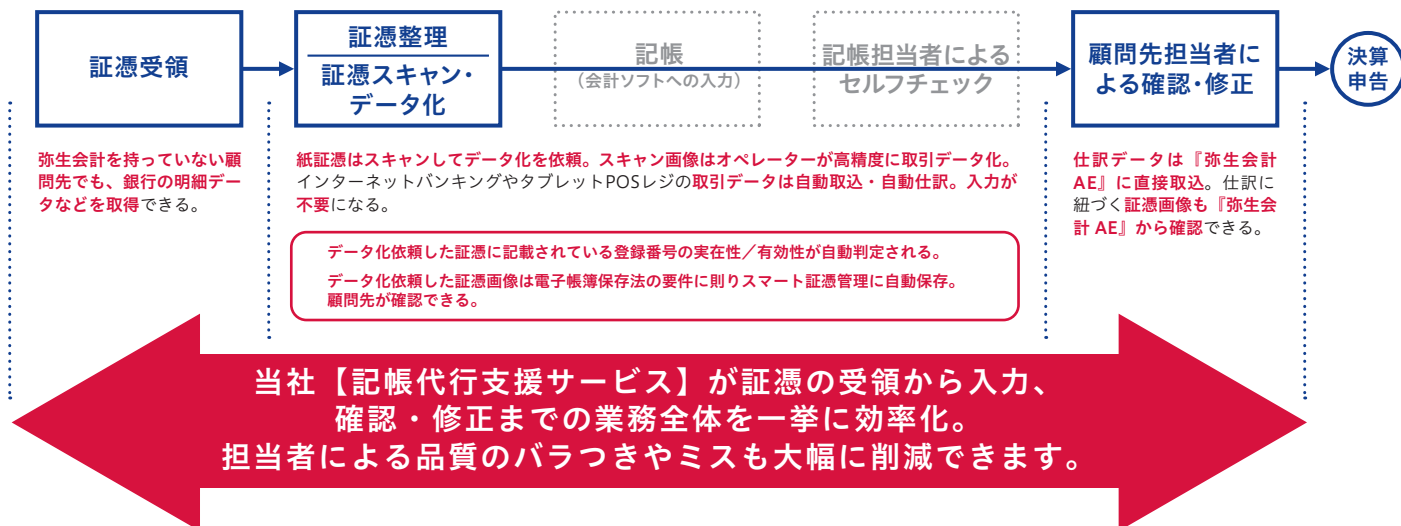 証憑受領
証憑整理
証憑スキャン・
データ化
記帳
（会計ソフトへの入力）
記帳担当者による
セルフチェック
顧問先担当者に
よる確認・修正
決算
申告
弥生会計を持っていない顧
問先でも、銀行の明細デー
タなどを取得できる。
紙証憑はスキャンしてデータ化を依頼。スキャン画像はオペレーターが高精度に取引データ化。
インターネットバンキングやタブレットPOSレジの取引データは自動取込・自動仕訳。入力が
不要になる。
データ化依頼した証憑に記載されている登録番号の実在性／有効性が自動判定される。
データ化依頼した証憑画像は電子帳簿保存法の要件に則りスマート証憑管理に自動保存。
顧問先が確認できる。
仕訳データは『弥生会計
AE』に直接取込。仕訳に
紐づく証憑画像も『弥生会
計 AE』から確認できる。
当社【記帳代行支援サービス】が証憑の受領から入力、
確認・修正までの業務全体を一挙に効率化。
担当者による品質のバラつきやミスも大幅に削減できます。